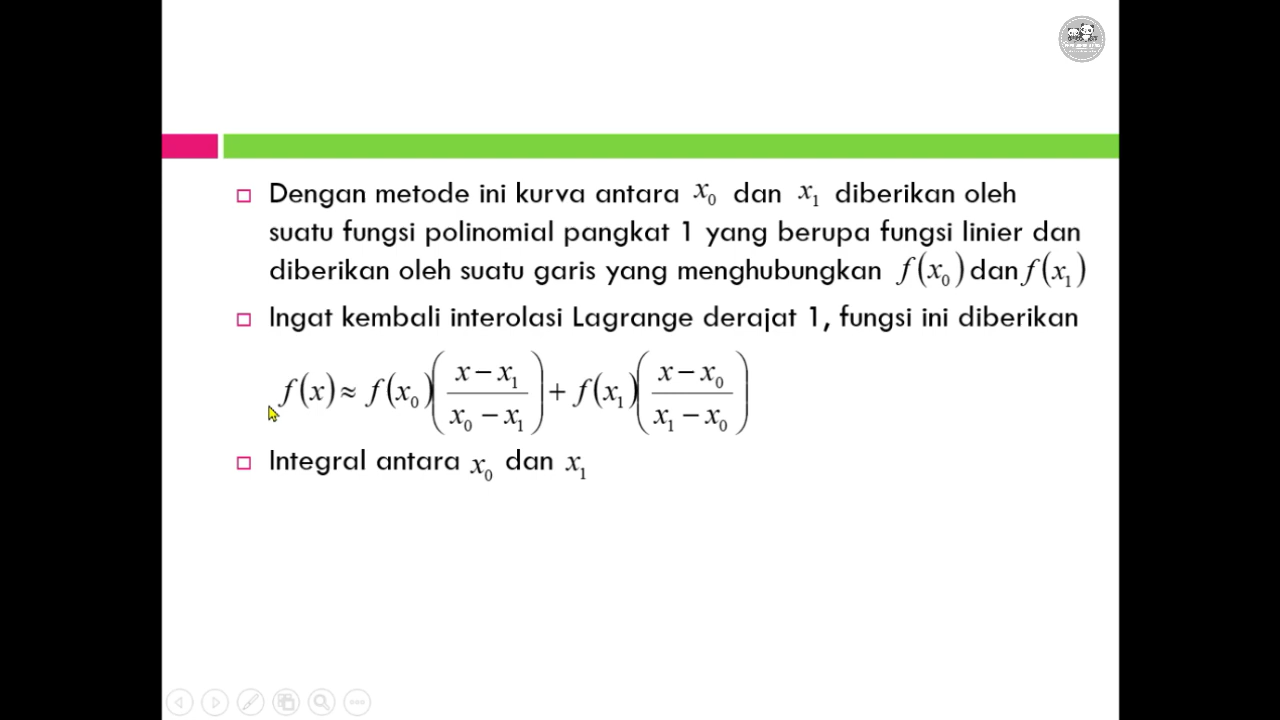 Dengan metode ini kurva antara x₀ dan x₁ diberikan oleh
suatu fungsi polinomial pangkat 1 yang berupa fungsi linier dan
diberikan oleh suatu garis yang menghubungkan f(x₀) dan f(x₁)
Ingat kembali interolasi Lagrange derajat 1, fungsi ini diberikan
f(x) ≈ f(x₀)((x − x₁)/(x₀ − x₁)) + f(x₁)((x − x₀)/(x₁ − x₀))
Integral antara x₀ dan x₁